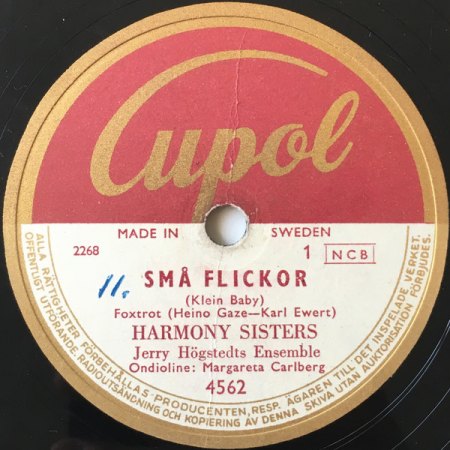 Cupol
MADE IN SWEDEN
2268
1 NCB
11.
SMÅ FLICKOR
(Klein Baby)
Foxtrot (Heino Gaze—Karl Ewert)
HARMONY SISTERS
Jerry Högstedts Ensemble
Ondioline: Margareta Carlberg
4562
ALLA RÄTTIGHETER FÖRBEHÅLLAS PRODUCENTEN, RESP. ÄGAREN TILL DET INSPELADE VERKET.
OFFENTLIGT UTFÖRANDE, RADIOUTSÄNDNING OCH KOPIERING AV DENNA SKIVA UTAN AUKTORISATION FÖRBJUDES.